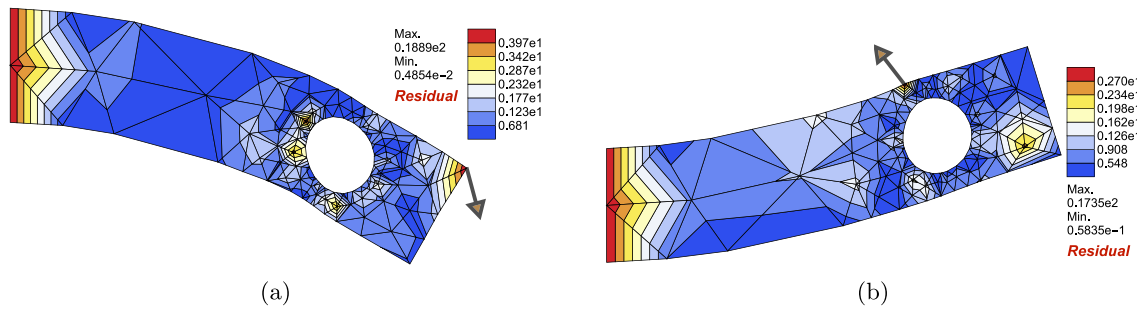 Max.
0.1889e2
Min.
0.4854e-2
Residual
0.397e1
0.342e1
0.287e1
0.232e1
0.177e1
0.123e1
0.681
(a)
0.270e1
0.234e1
0.198e1
0.162e1
0.126e1
0.908
0.548
Max.
0.1735e2
Min.
0.5835e-1
Residual
(b)